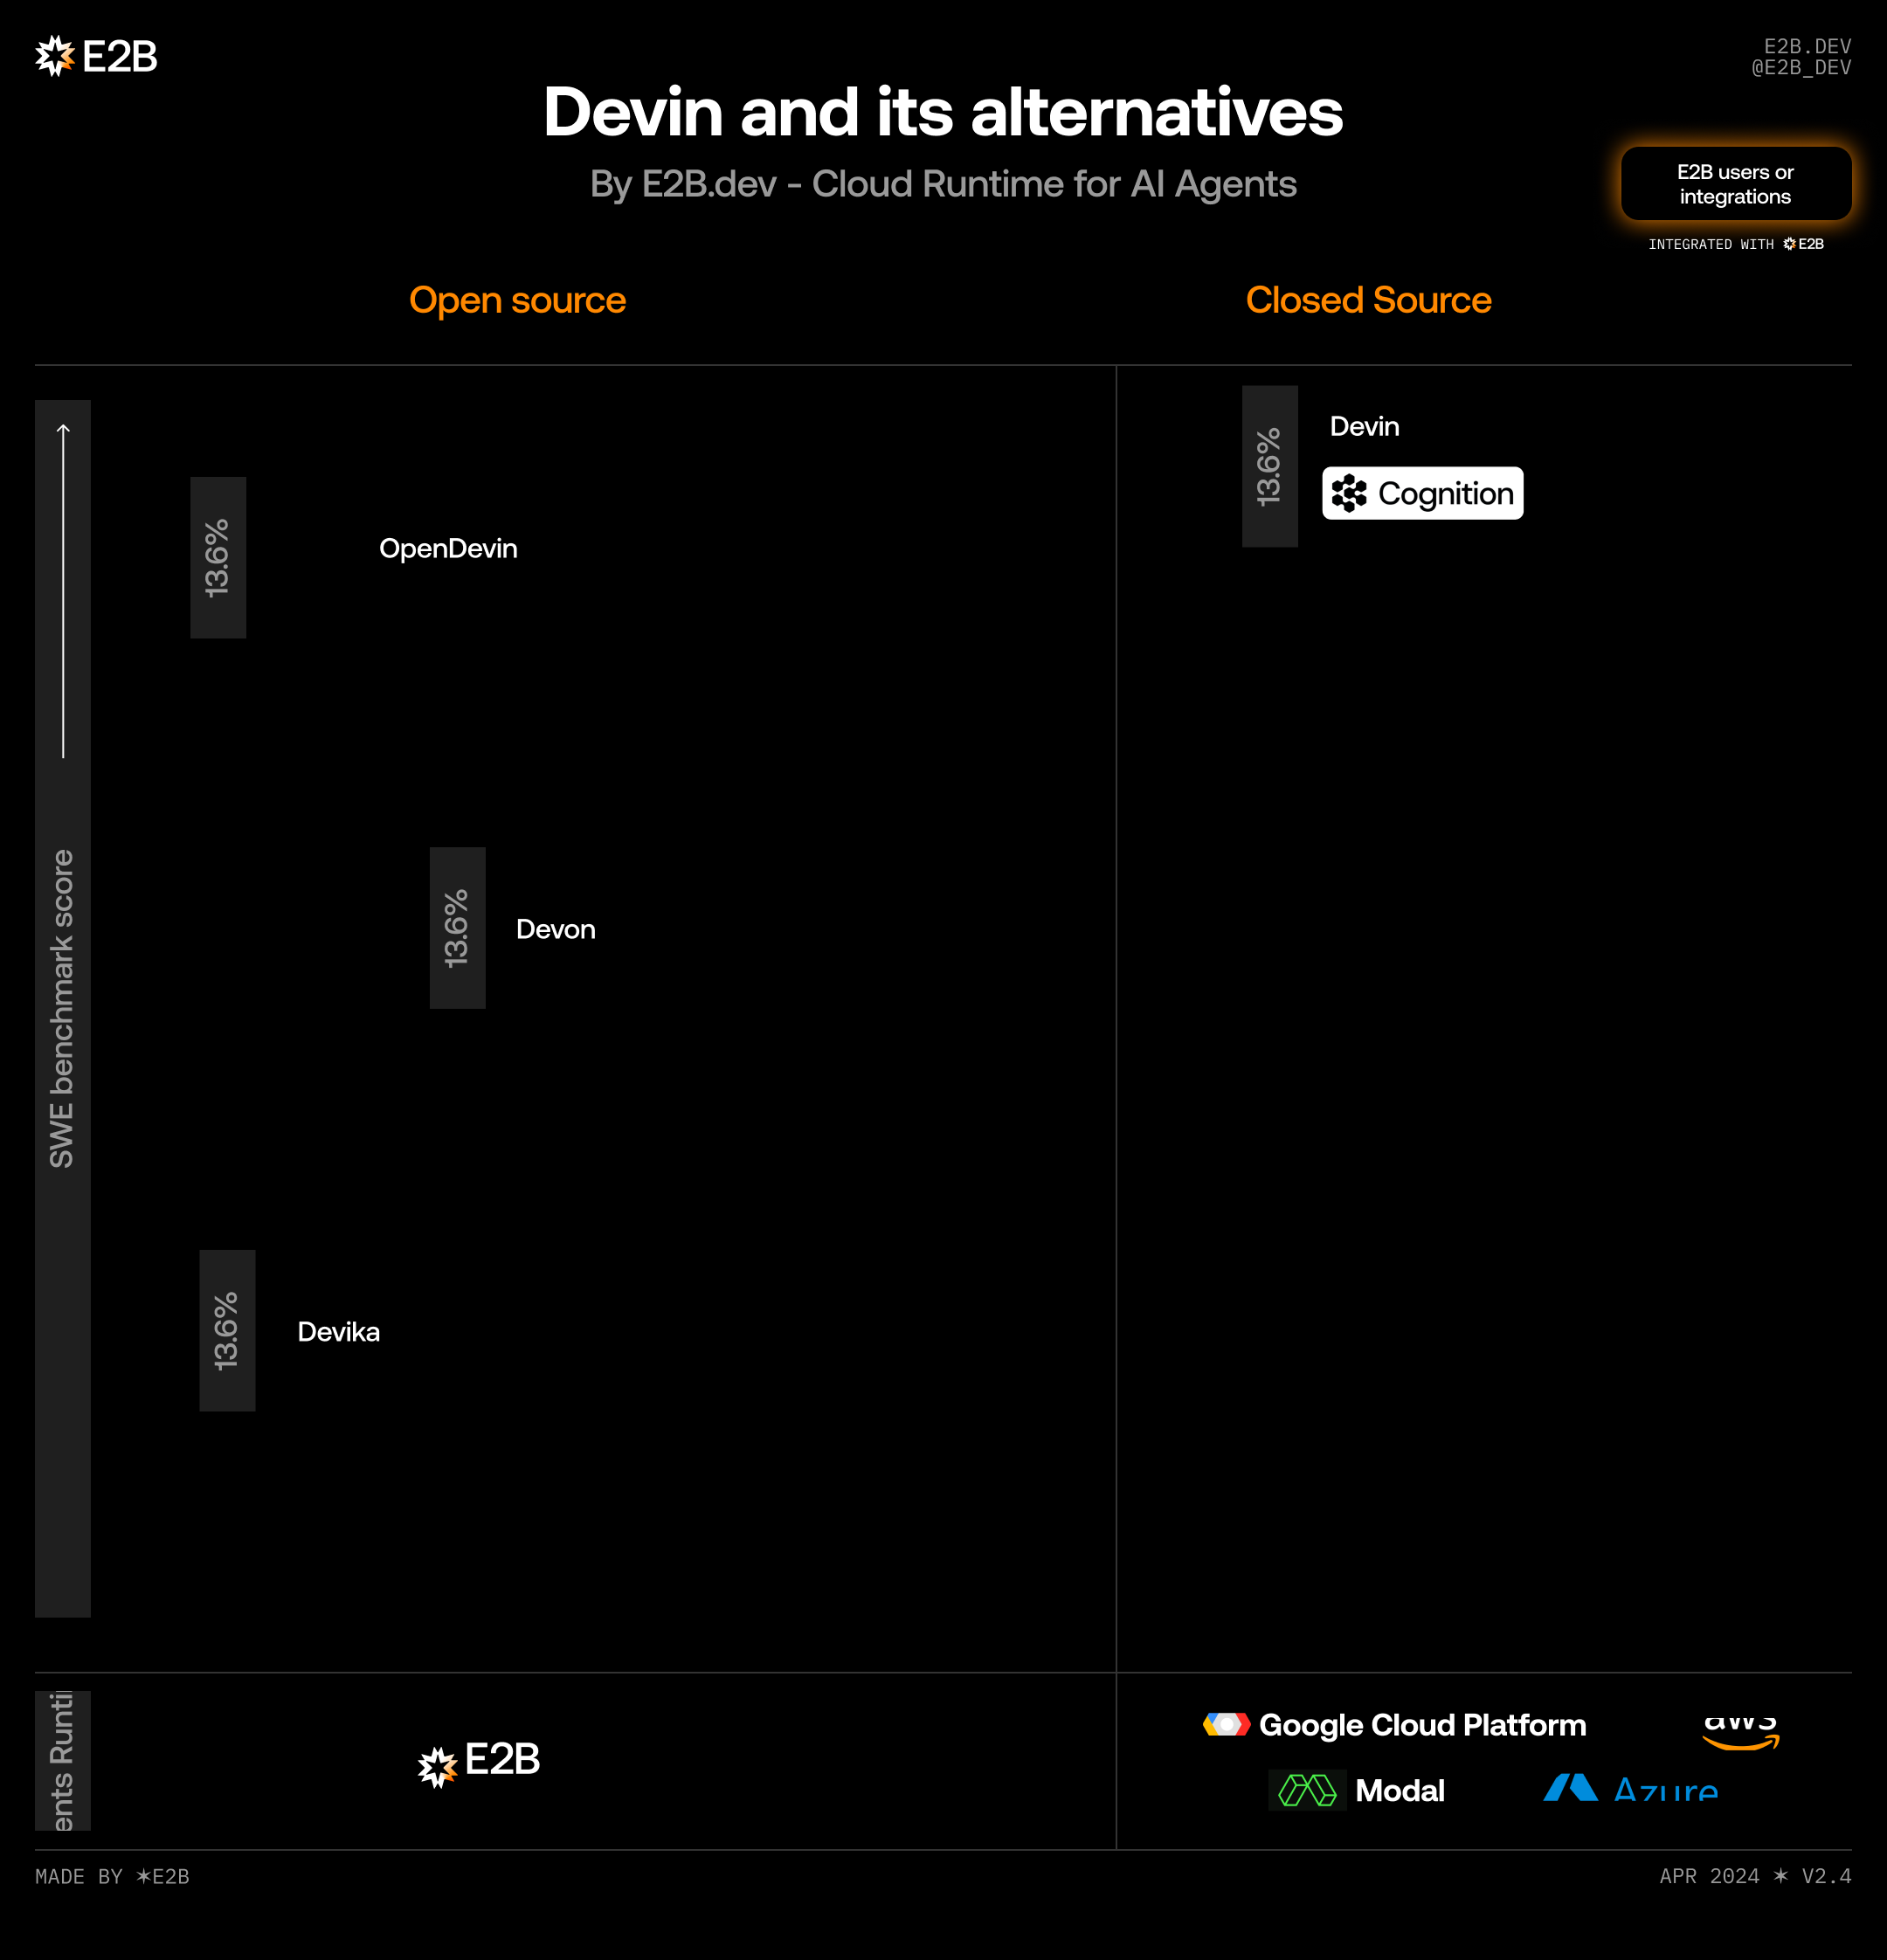 E2B
E2B.DEV
@E2B_DEV
Devin and its alternatives
By E2B.dev - Cloud Runtime for AI Agents
E2B users or
integrations
INTEGRATED WITH E2B
Open source
Closed Source
13.6%
Devin
Cognition
13.6%
OpenDevin
SWE benchmark score
13.6%
Devon
13.6%
Devika
ents Runti
E2B
Google Cloud Platform
aws
Modal
Azure
MADE BY ✶E2B
APR 2024 ✶ V2.4